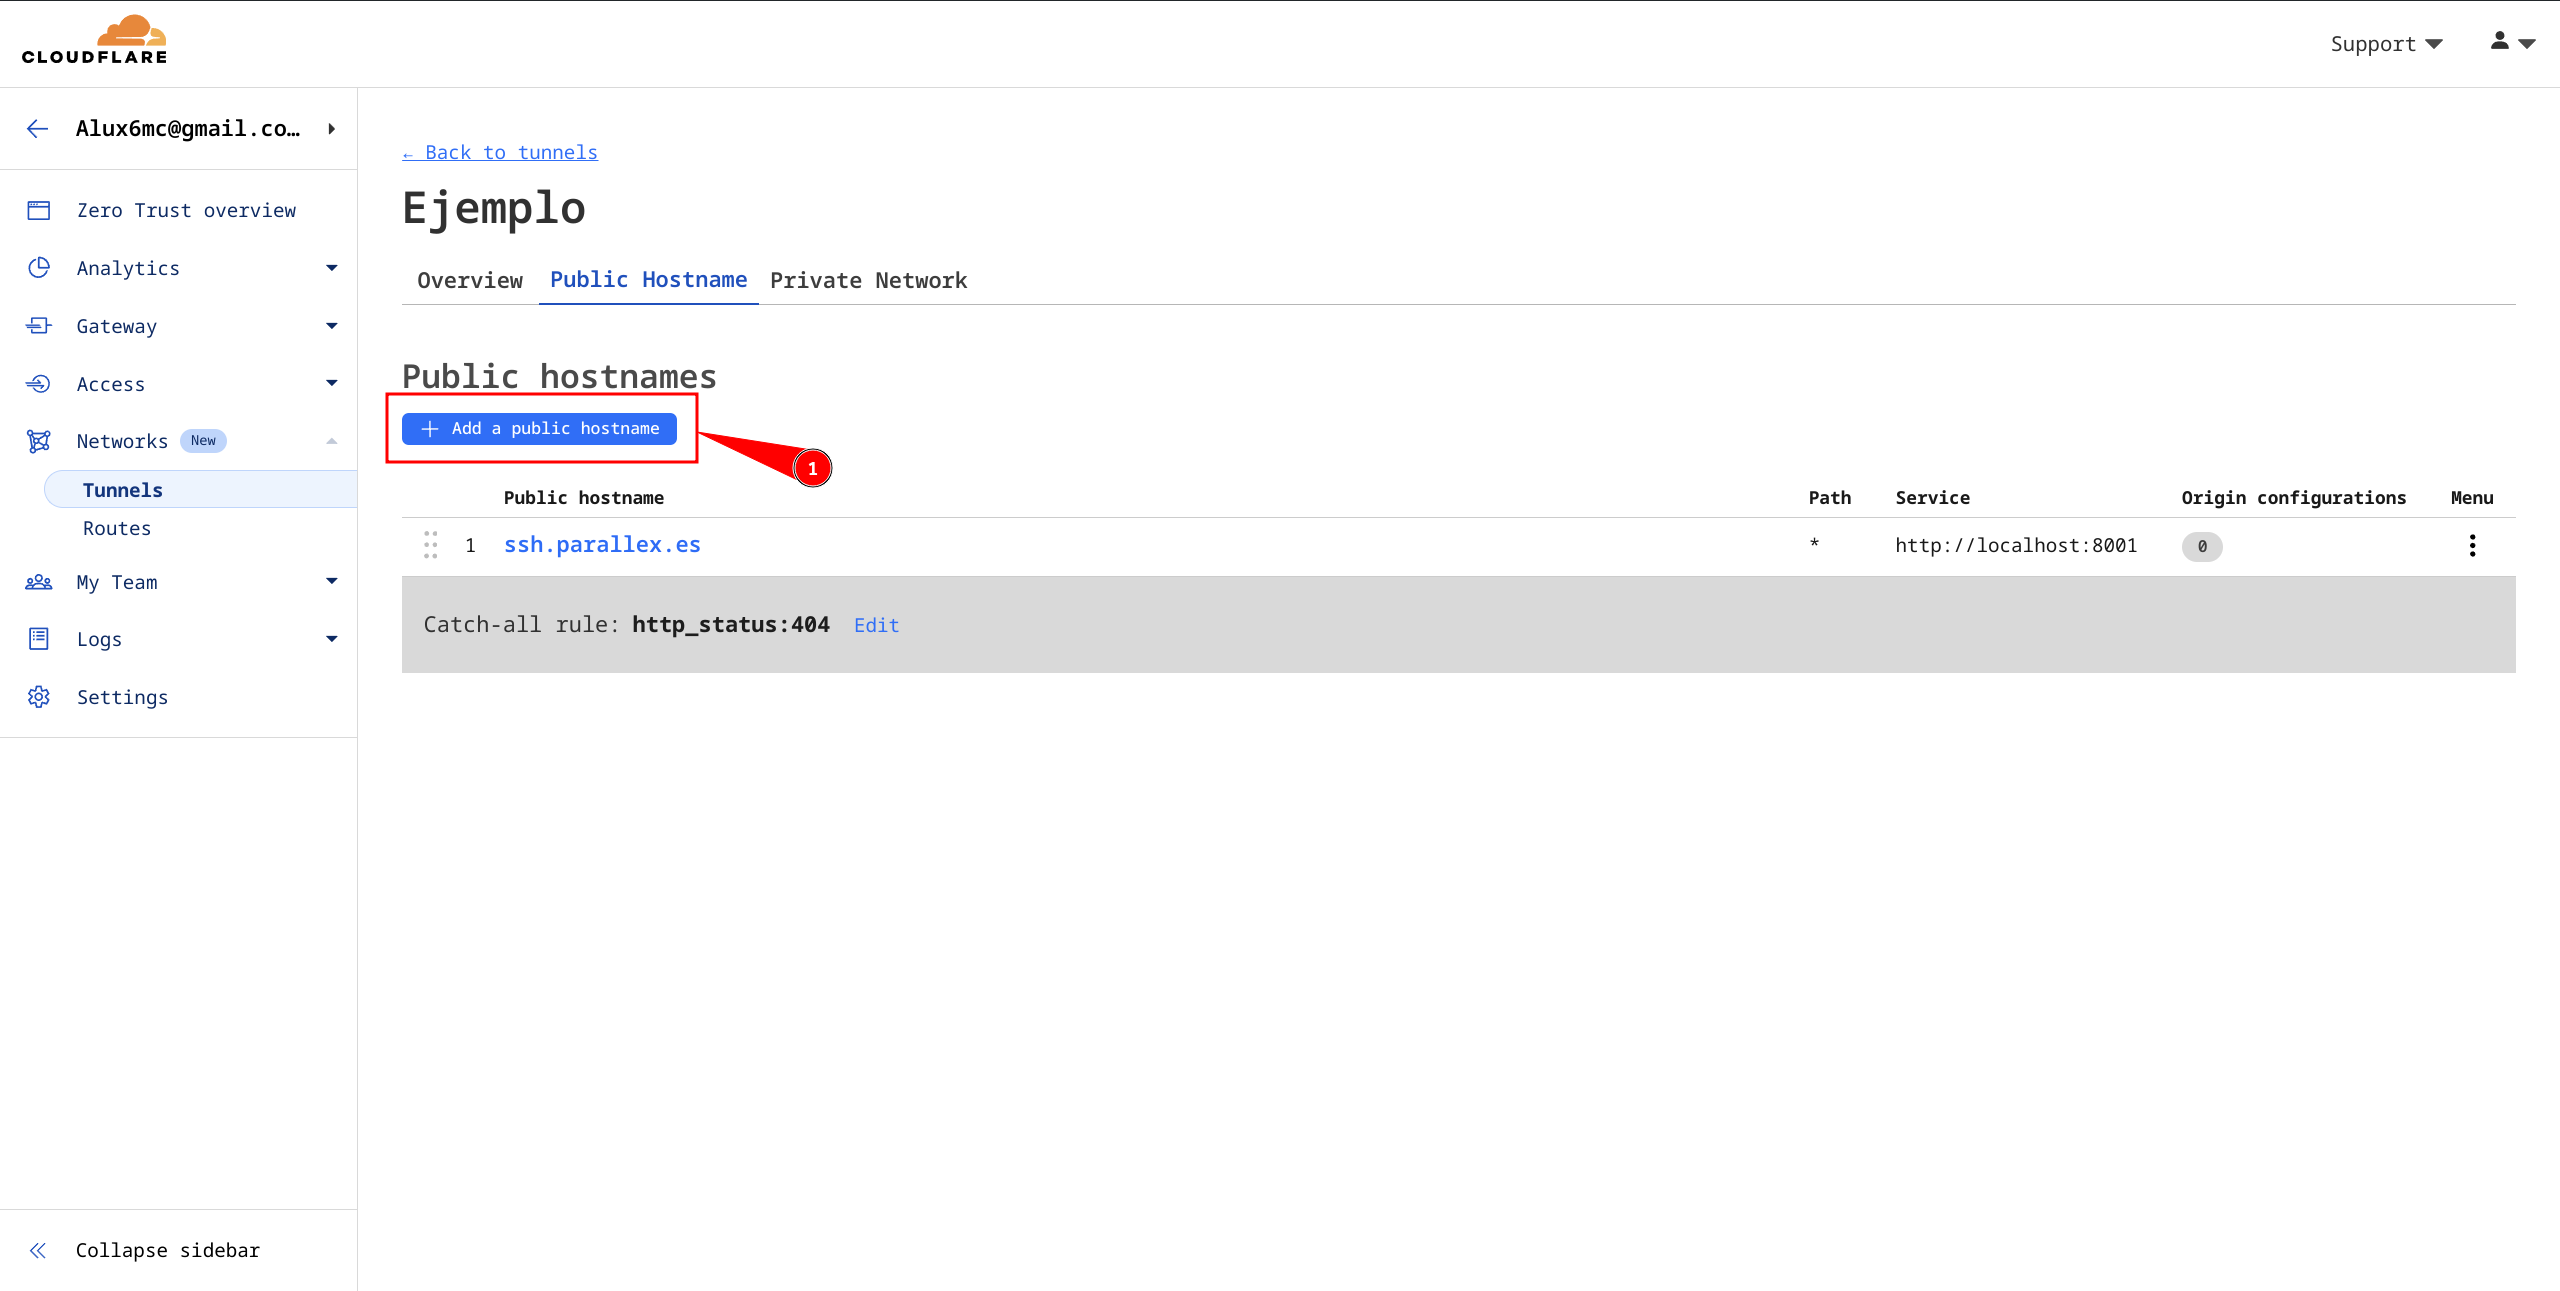 CLOUDFLARE
Support
Alux6mc@gmail.co…
Zero Trust overview
Analytics
Gateway
Access
Networks New
Tunnels
Routes
My Team
Logs
Settings
Collapse sidebar
← Back to tunnels
Ejemplo
Overview Public Hostname Private Network
Public hostnames
+ Add a public hostname
1
Public hostname Path Service Origin configurations Menu
1 ssh.parallex.es * http://localhost:8001 0
Catch-all rule: http_status:404 Edit